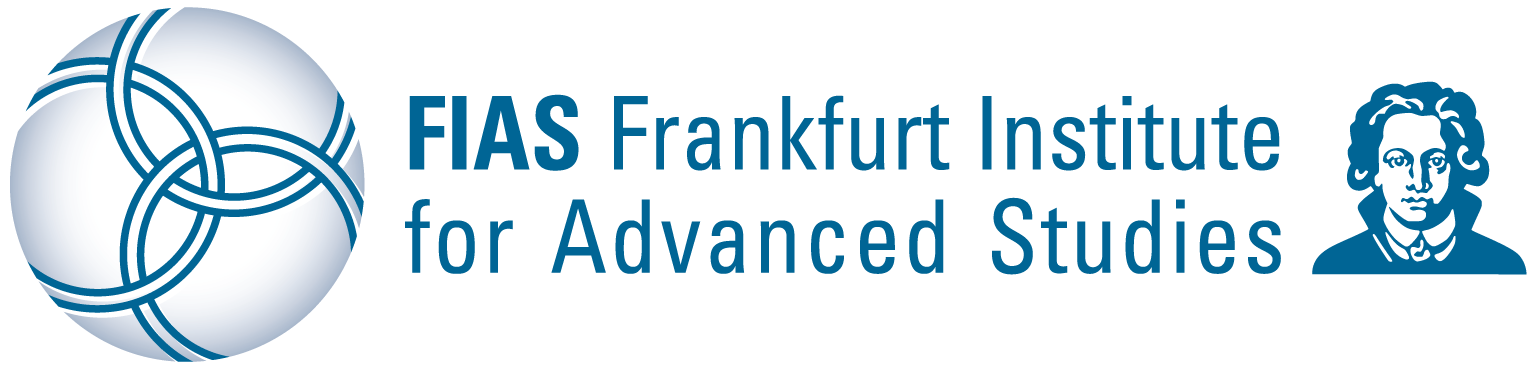 FIAS Frankfurt Institute
for Advanced Studies